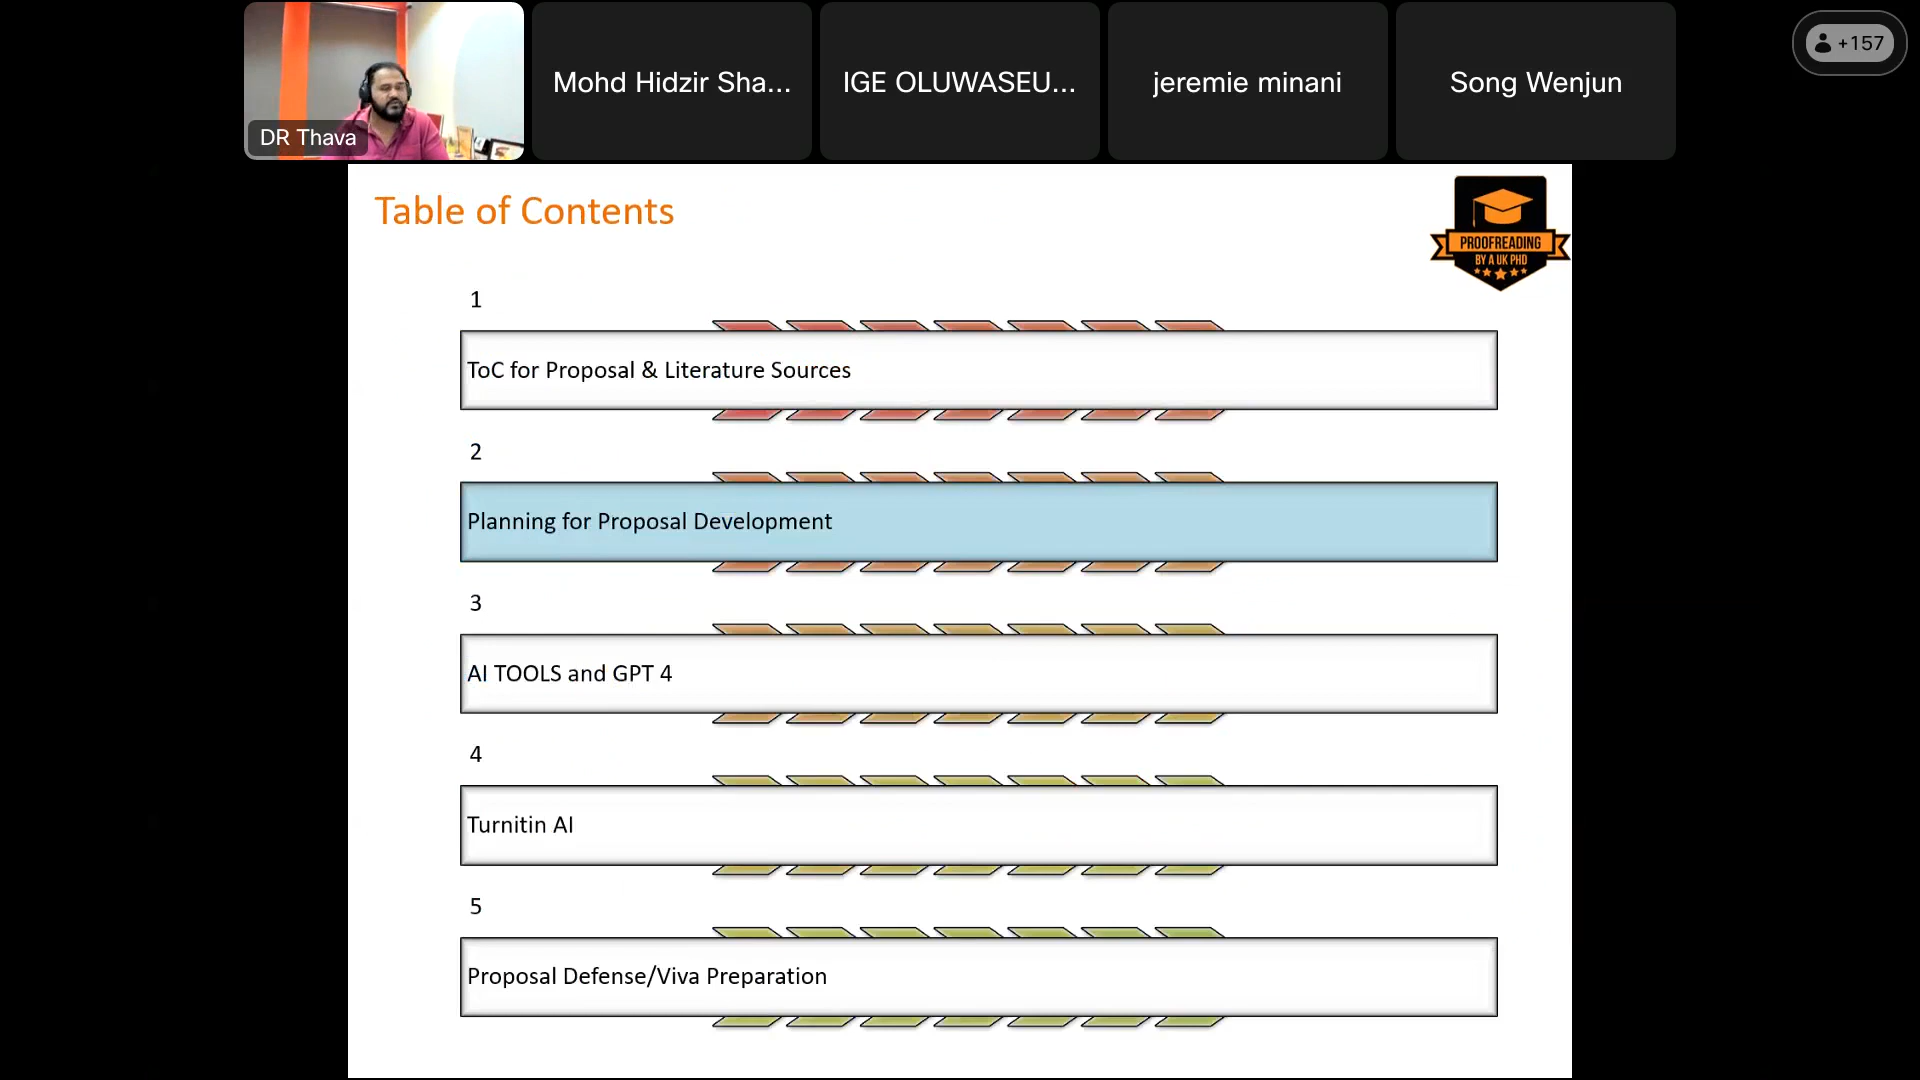 DR Thava
Mohd Hidzir Sha...
IGE OLUWASEU...
jeremie minani
Song Wenjun
+157
Table of Contents
PROOFREADING
BY A UK PHD
1
ToC for Proposal & Literature Sources
2
Planning for Proposal Development
3
AI TOOLS and GPT 4
4
Turnitin AI
5
Proposal Defense/Viva Preparation